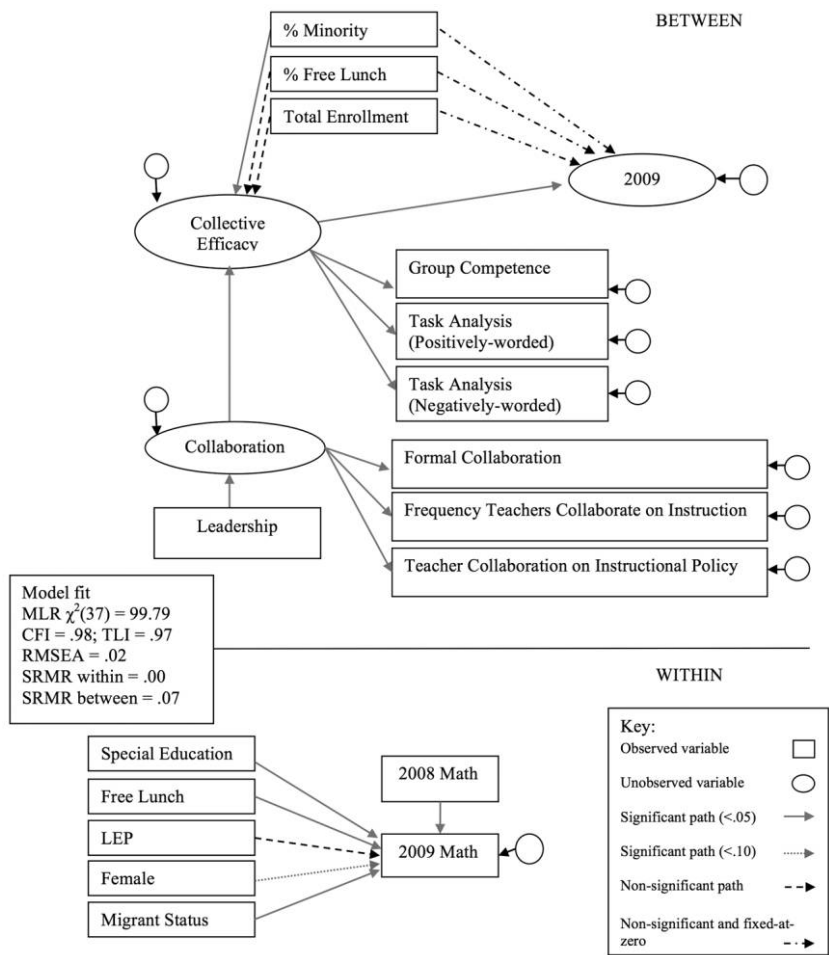 BETWEEN
% Minority
% Free Lunch
Total Enrollment
2009
Collective
Efficacy
Group Competence
Task Analysis
(Positively-worded)
Task Analysis
(Negatively-worded)
Collaboration
Formal Collaboration
Frequency Teachers Collaborate on Instruction
Teacher Collaboration on Instructional Policy
Leadership
Model fit
MLR χ²(37) = 99.79
CFI = .98; TLI = .97
RMSEA = .02
SRMR within = .00
SRMR between = .07
WITHIN
Special Education
Free Lunch
LEP
Female
Migrant Status
2008 Math
2009 Math
Key:
Observed variable
Unobserved variable
Significant path (<.05)
Significant path (<.10)
Non-significant path
Non-significant and fixed-at-
zero